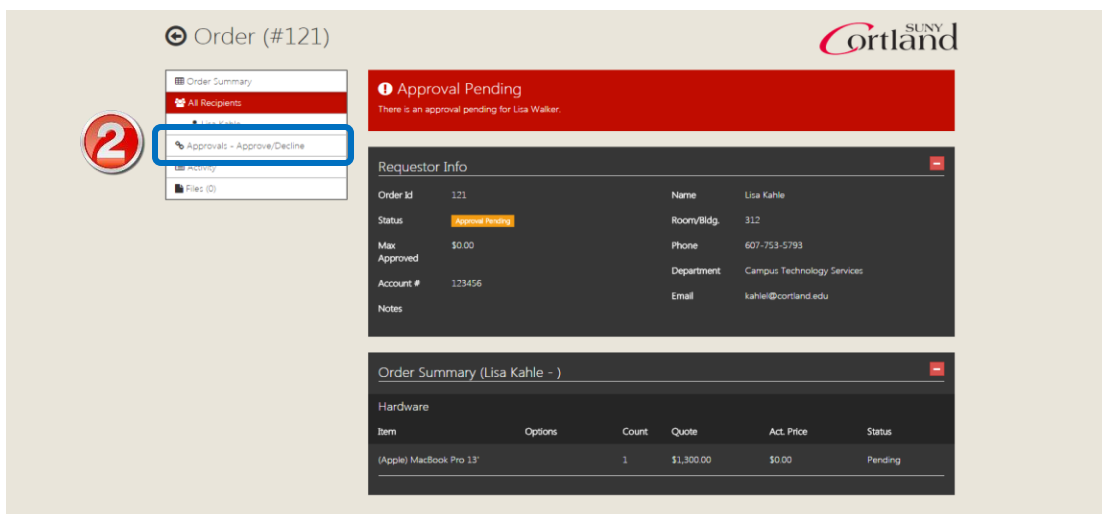 Order (#121)
SUNY
Cortland
Order Summary
All Recipients
Lisa Kahle
2
Approvals - Approve/Decline
Activity
Files (0)
Approval Pending
There is an approval pending for Lisa Walker.
Requestor Info
Order Id 121
Status Approval Pending
Max Approved $0.00
Account # 123456
Notes
Name Lisa Kahle
Room/Bldg. 312
Phone 607-753-5793
Department Campus Technology Services
Email kahlel@cortland.edu
Order Summary (Lisa Kahle - )
Hardware
Item Options Count Quote Act. Price Status
(Apple) MacBook Pro 13" 1 $1,300.00 $0.00 Pending